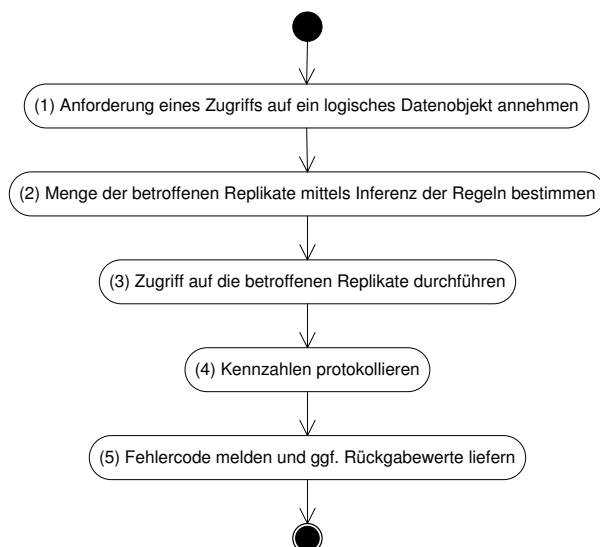 (1) Anforderung eines Zugriffs auf ein logisches Datenobjekt annehmen
(2) Menge der betroffenen Replikate mittels Inferenz der Regeln bestimmen
(3) Zugriff auf die betroffenen Replikate durchführen
(4) Kennzahlen protokollieren
(5) Fehlercode melden und ggf. Rückgabewerte liefern